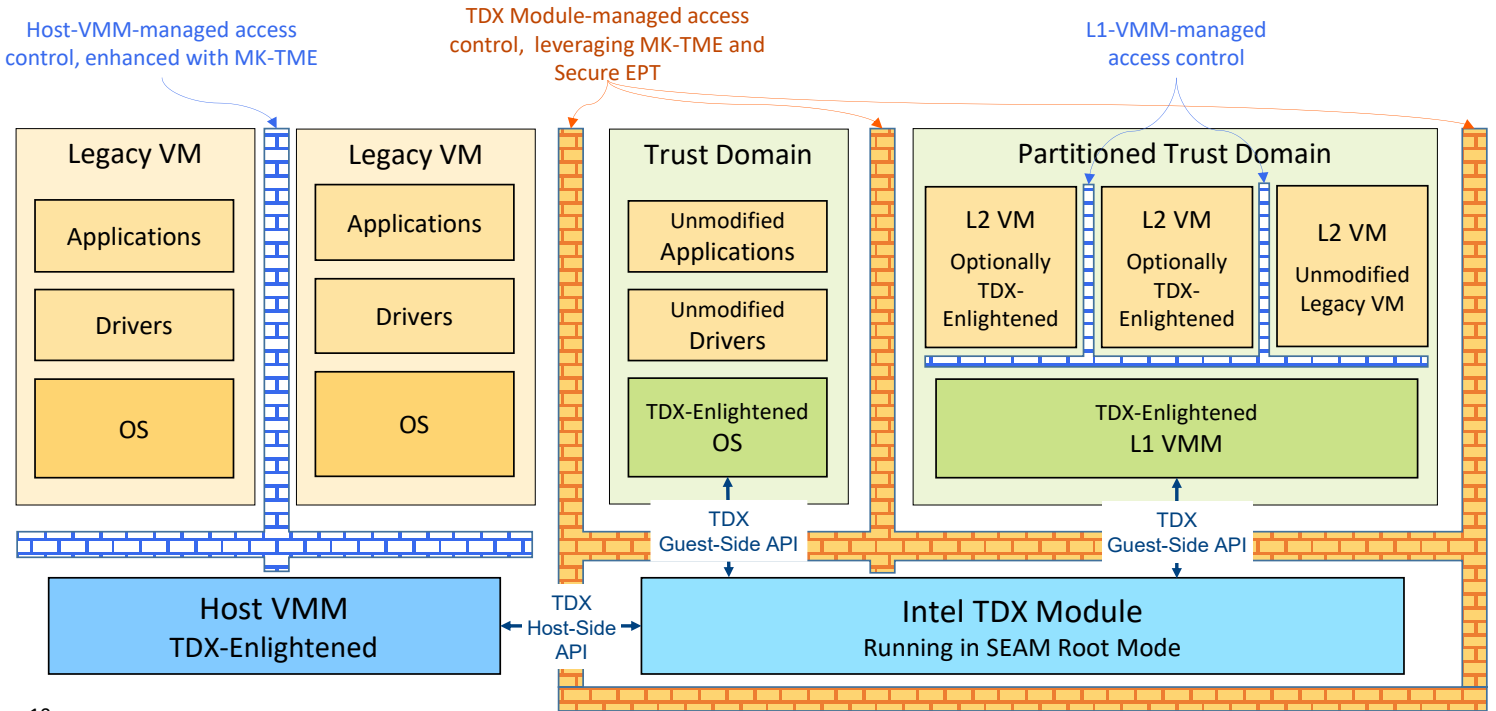 Host-VMM-managed access
control, enhanced with MK-TME
TDX Module-managed access
control, leveraging MK-TME and
Secure EPT
L1-VMM-managed
access control
Legacy VM
Applications
Drivers
OS
Legacy VM
Applications
Drivers
OS
Trust Domain
Unmodified
Applications
Unmodified
Drivers
TDX-Enlightened
OS
Partitioned Trust Domain
L2 VM
Optionally
TDX-
Enlightened
L2 VM
Optionally
TDX-
Enlightened
L2 VM
Unmodified
Legacy VM
TDX-Enlightened
L1 VMM
TDX
Guest-Side API
TDX
Guest-Side API
Host VMM
TDX-Enlightened
TDX
Host-Side
API
Intel TDX Module
Running in SEAM Root Mode